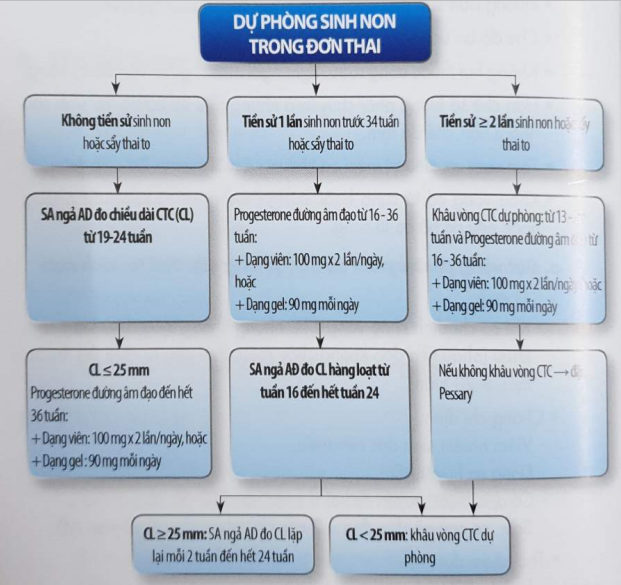 DỰ PHÒNG SINH NON
TRONG ĐƠN THAI
Không tiền sử sinh non
hoặc sẩy thai to
Tiền sử 1 lần sinh non trước 34 tuần
hoặc sẩy thai to
Tiền sử ≥ 2 lần sinh non hoặc
thai to
SA ngả AD đo chiều dài CTC (CL)
từ 19-24 tuần
Progesterone đường âm đạo từ 16 - 36
tuần:
+ Dạng viên: 100 mg x 2 lần/ngày,
hoặc
+ Dạng gel: 90 mg mỗi ngày
Khâu vòng CTC dự phòng: từ 13 -
tuần và Progesterone đường âm từ
16 - 36 tuần:
+ Dạng viên: 100 mg x 2 lần/ngày hoặc
+ Dạng gel: 90 mg mỗi ngày
CL ≤ 25 mm
Progesterone đường âm đạo đến hết
36 tuần:
+ Dạng viên: 100 mg x 2 lần/ngày, hoặc
+ Dạng gel : 90 mg mỗi ngày
SA ngả AĐ đo CL hàng loạt từ
tuần 16 đến hết tuần 24
Nếu không khâu vòng CTC →
Pessary
CL ≥ 25 mm: SA ngả AD đo CL lặp
lại mỗi 2 tuần đến hết 24 tuần
CL < 25 mm: khâu vòng CTC dự
phòng